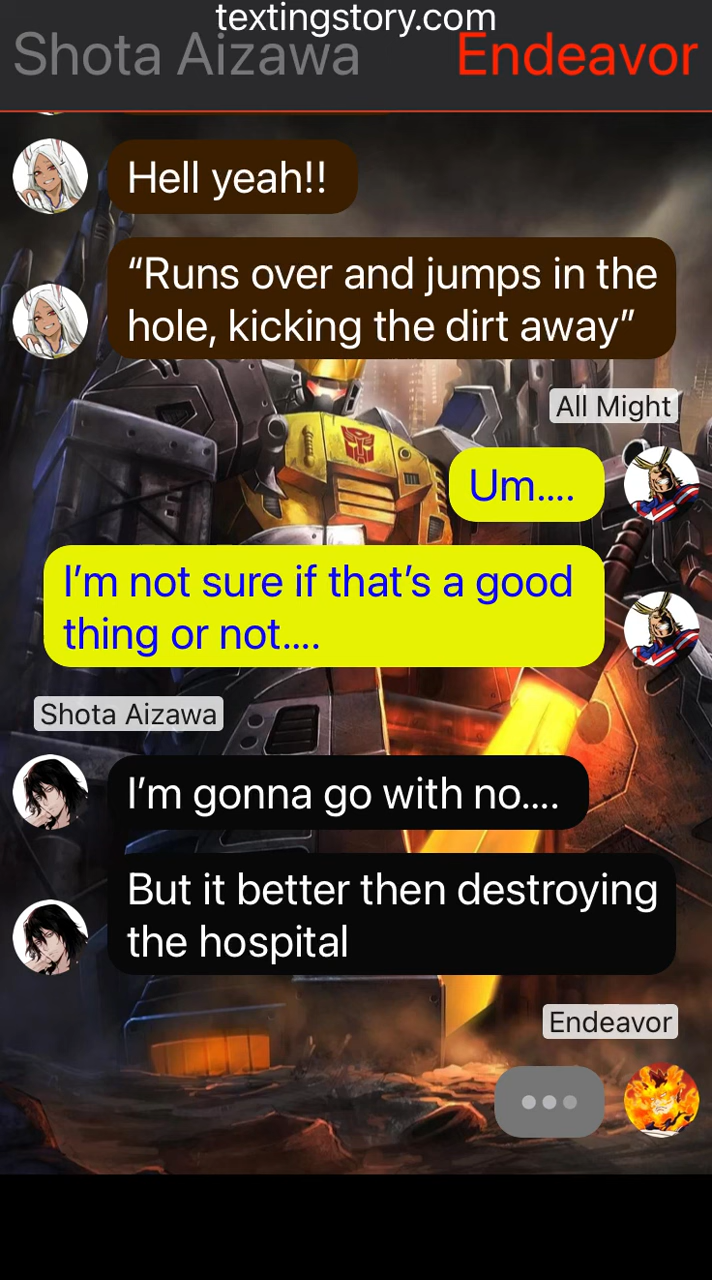 textingstory.com
Shota Aizawa Endeavor
Hell yeah!!
“Runs over and jumps in the
hole, kicking the dirt away”
All Might
Um....
I’m not sure if that’s a good
thing or not....
Shota Aizawa
I’m gonna go with no....
But it better then destroying
the hospital
Endeavor